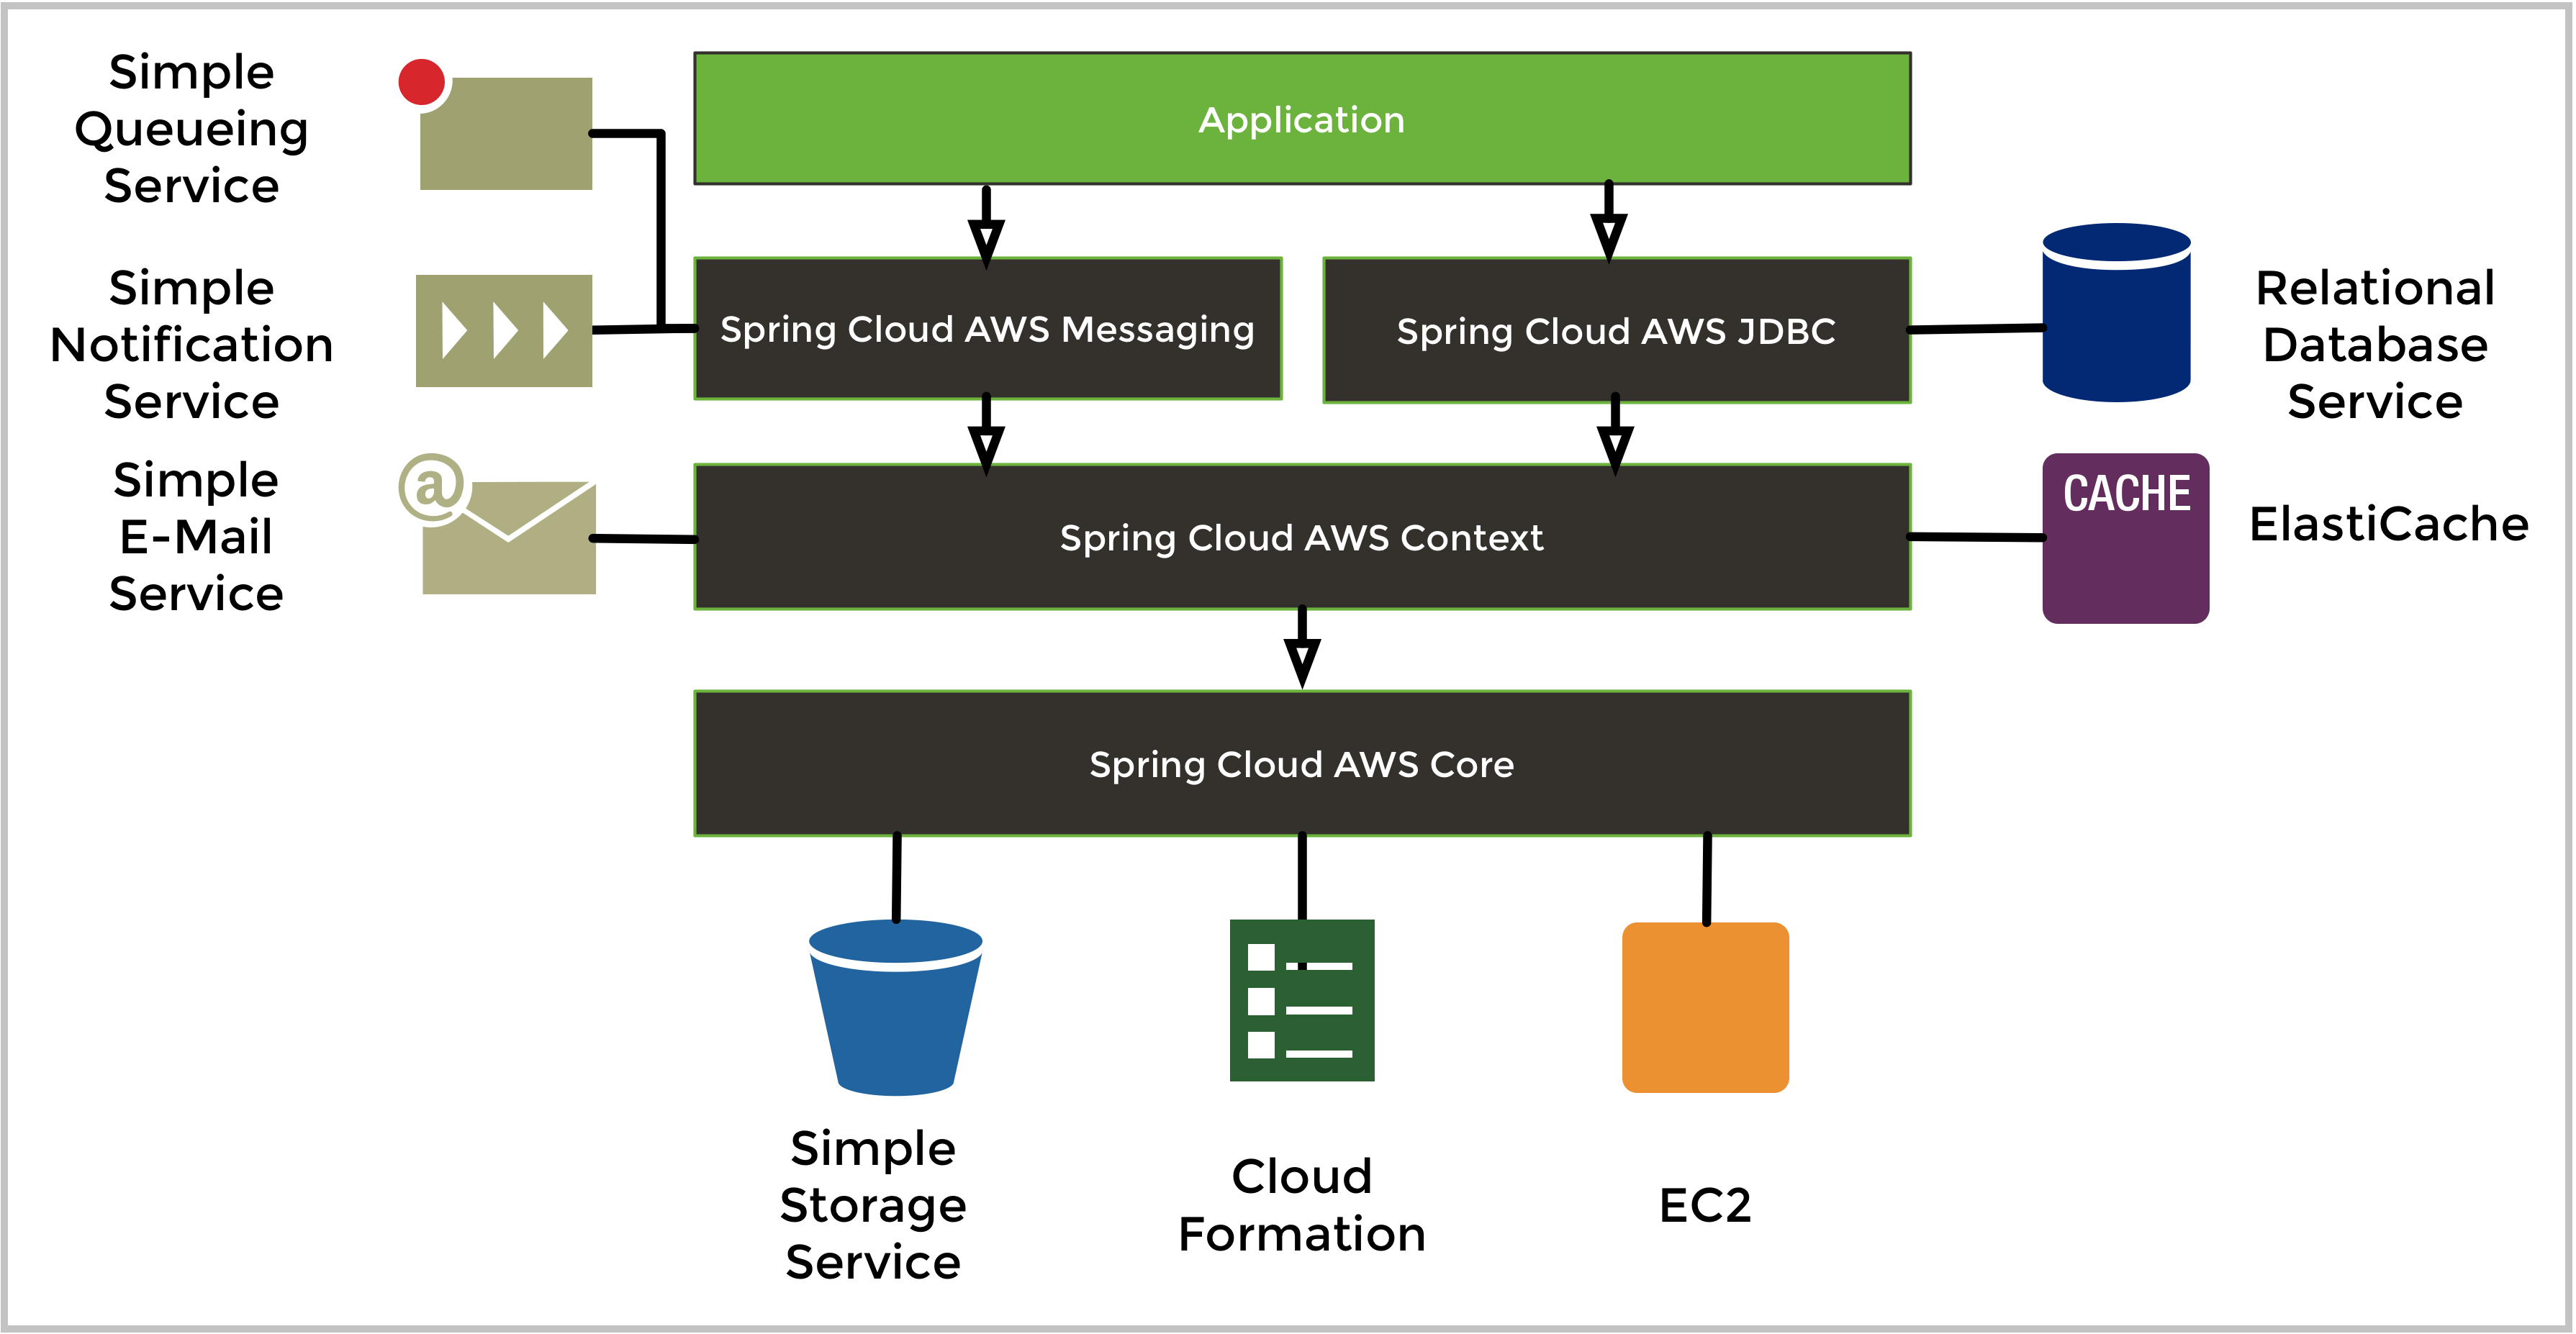 Simple
Queueing
Service
Application
Simple
Notification
Service
Spring Cloud AWS Messaging
Spring Cloud AWS JDBC
Relational
Database
Service
Simple
E-Mail
Service
@
Spring Cloud AWS Context
CACHE
ElastiCache
Spring Cloud AWS Core
Simple
Storage
Service
Cloud
Formation
EC2